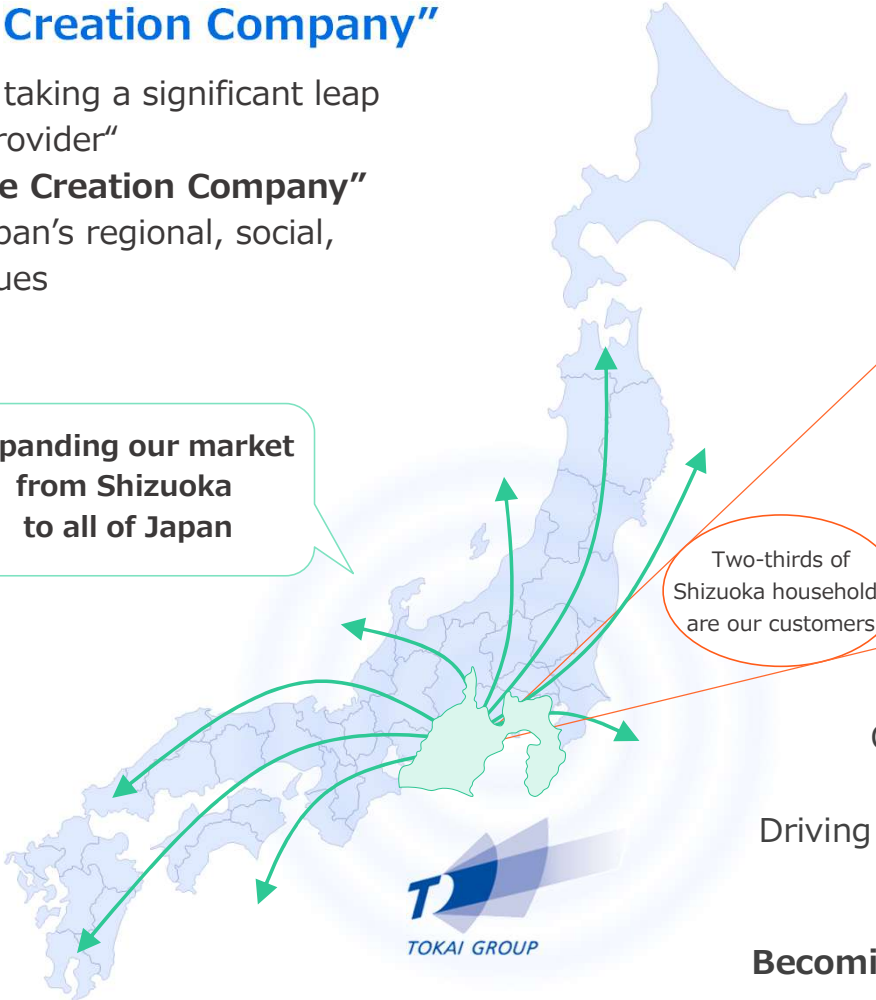 Creation Company”
taking a significant leap
rovider“
e Creation Company”
pan’s regional, social,
ues
panding our market
from Shizuoka
to all of Japan
Two-thirds of
Shizuoka household
are our customers
Driving
T
TOKAI GROUP
Becomi